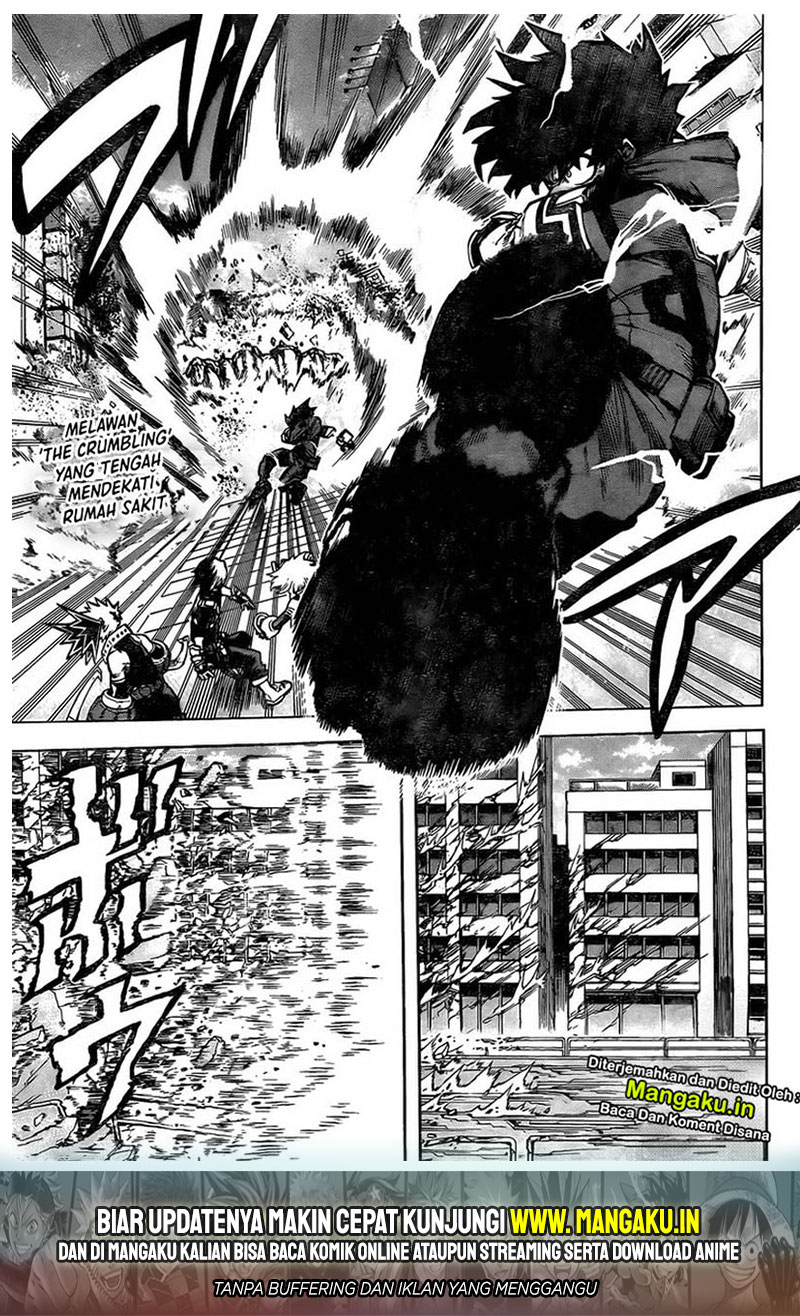 MELAWAN
'THE CRUMBLING'
YANG TENGAH
MENDEKATI
RUMAH SAKIT
ボウ
Diterjemahkan dan Diedit Oleh :
Mangaku.in
Baca Dan Koment Disana
BIAR UPDATENYA MAKIN CEPAT KUNJUNGI WWW. MANGAKU.IN
DAN DI MANGAKU KALIAN BISA BACA KOMIK ONLINE ATAUPUN STREAMING SERTA DOWNLOAD ANIME
TANPA BUFFERING DAN IKLAN YANG MENGGANGU